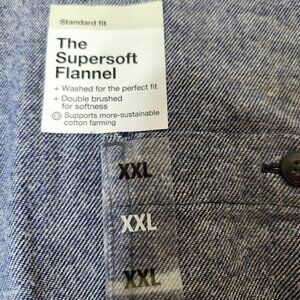 Standard fit
The
Supersoft
Flannel
+ Washed for the perfect fit
+ Double brushed
for softness
Supports more-sustainable
cotton farming
XXL
XXL
XXL